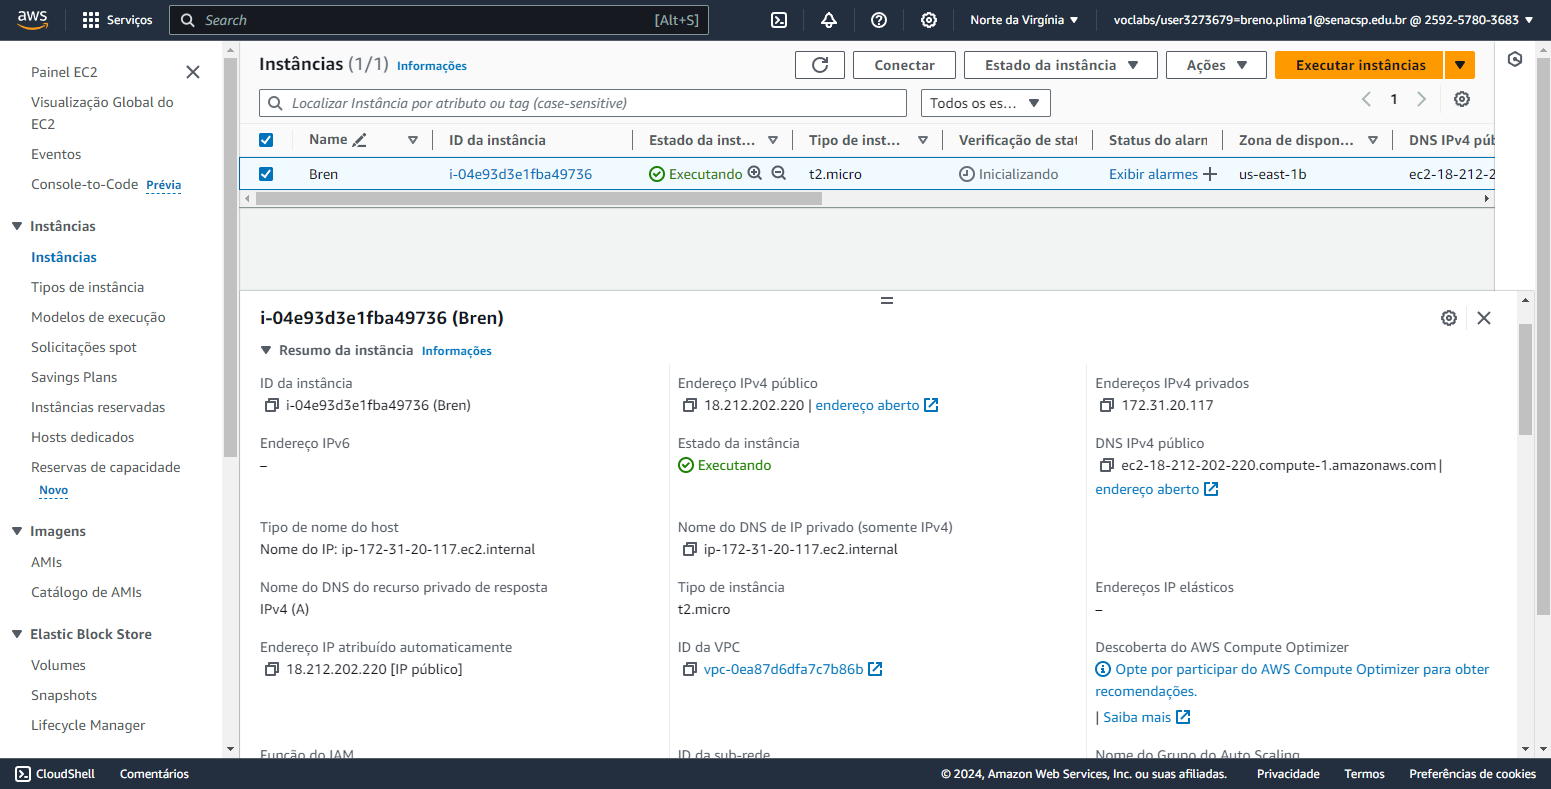 aws
Serviços
Search
[Alt+S]
Norte da Virgínia
voclabs/user3273679=breno.plima1@senacsp.edu.br @ 2592-5780-3683
Painel EC2
Visualização Global do
EC2
Eventos
Console-to-Code Prévia
Instâncias
Instâncias
Tipos de instância
Modelos de execução
Solicitações spot
Savings Plans
Instâncias reservadas
Hosts dedicados
Reservas de capacidade
Novo
Imagens
AMIs
Catálogo de AMIs
Elastic Block Store
Volumes
Snapshots
Lifecycle Manager
Instâncias (1/1) Informações
Conectar
Estado da instância
Ações
Executar instâncias
Localizar Instância por atributo ou tag (case-sensitive)
Todos os es...
1
Name
ID da instância
Estado da inst...
Tipo de inst...
Verificação de stat
Status do alarm
Zona de dispon...
DNS IPv4 púb
Bren
i-04e93d3e1fba49736
Executando
t2.micro
Inicializando
Exibir alarmes
us-east-1b
ec2-18-212-2
i-04e93d3e1fba49736 (Bren)
Resumo da instância Informações
ID da instância
i-04e93d3e1fba49736 (Bren)
Endereço IPv4 público
18.212.202.220 | endereço aberto
Endereços IPv4 privados
172.31.20.117
Endereço IPv6
–
Estado da instância
Executando
DNS IPv4 público
ec2-18-212-202-220.compute-1.amazonaws.com |
endereço aberto
Tipo de nome do host
Nome do IP: ip-172-31-20-117.ec2.internal
Nome do DNS de IP privado (somente IPv4)
ip-172-31-20-117.ec2.internal
Nome do DNS do recurso privado de resposta
IPv4 (A)
Tipo de instância
t2.micro
Endereços IP elásticos
–
Endereço IP atribuído automaticamente
18.212.202.220 [IP público]
ID da VPC
vpc-0ea87d6dfa7c7b86b
Descoberta do AWS Compute Optimizer
Opte por participar do AWS Compute Optimizer para obter
recomendações.
| Saiba mais
Função do IAM
ID da sub-rede
Nome do Grupo do Auto Scaling
CloudShell
Comentários
© 2024, Amazon Web Services, Inc. ou suas afiliadas.
Privacidade
Termos
Preferências de cookies